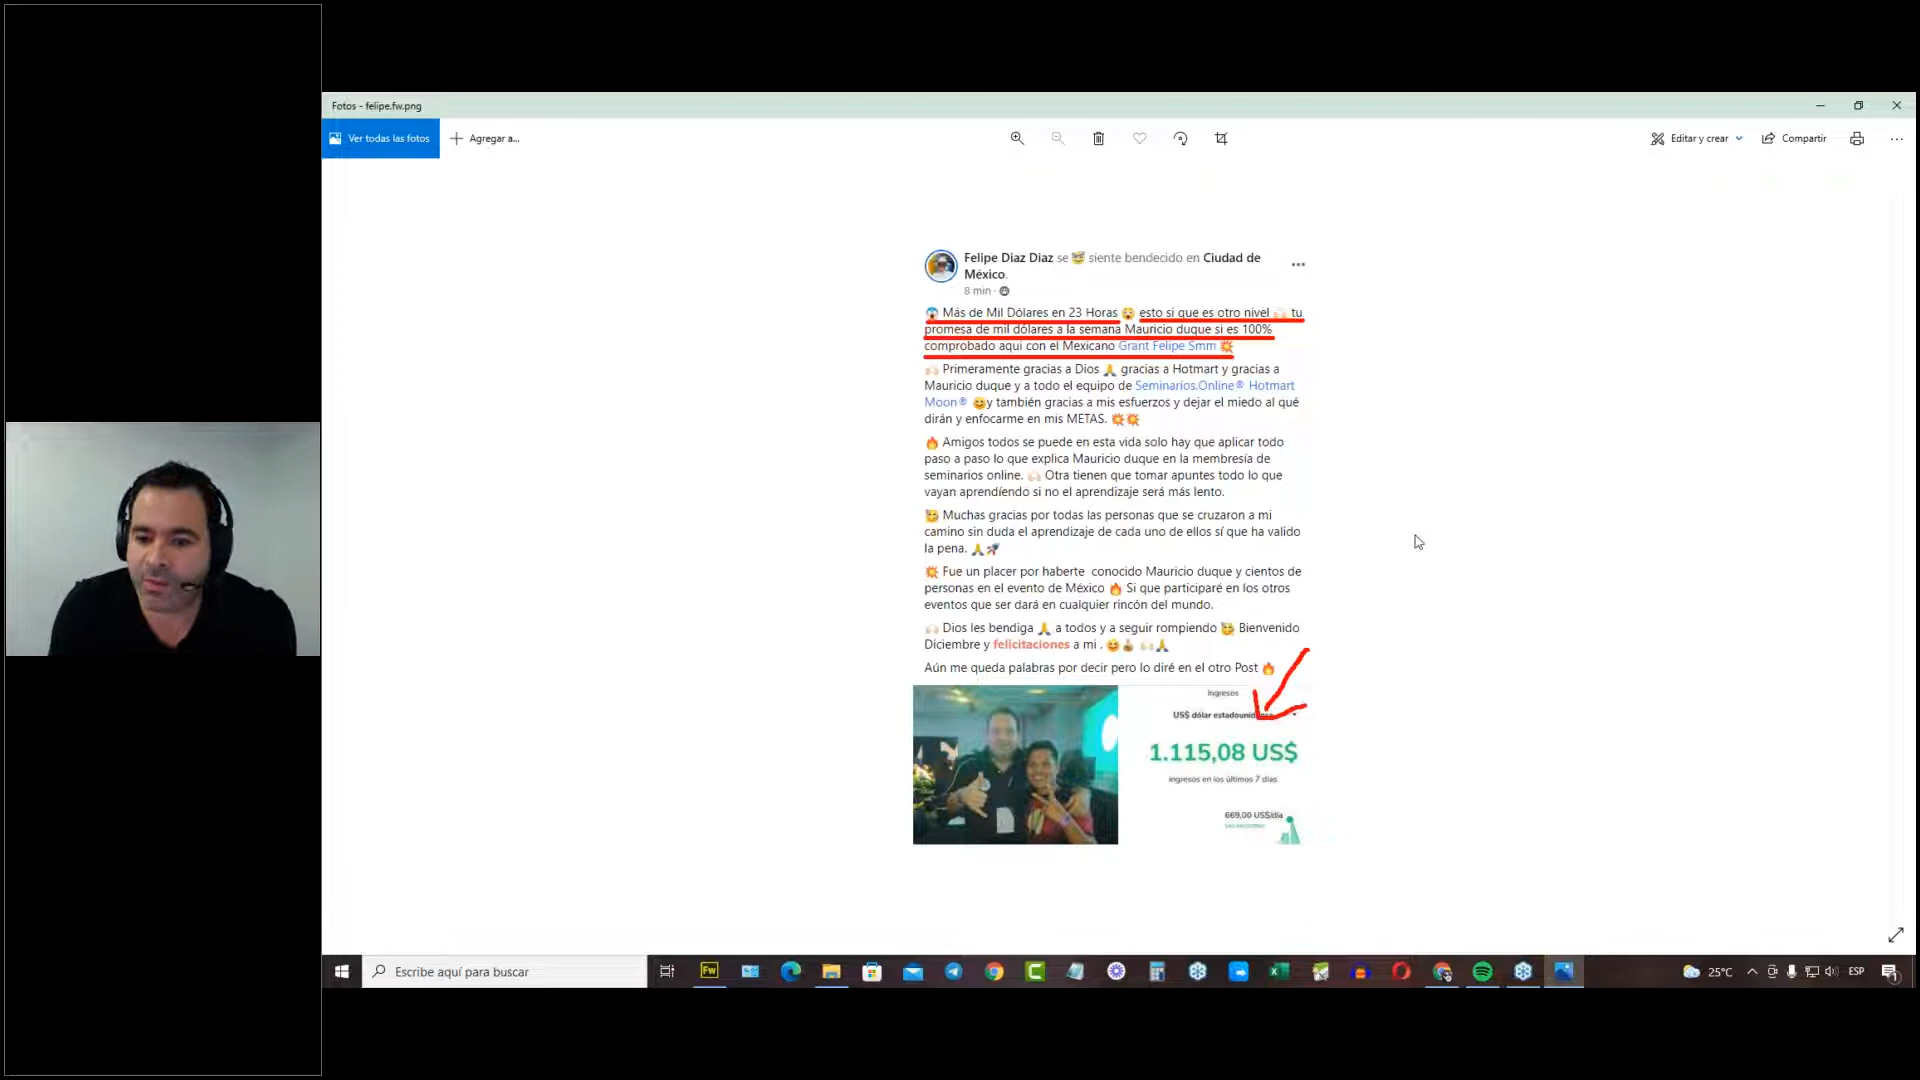 Fotos - felipe.fw.png
Ver todas las fotos
Agregar a...
Editar y crear
Compartir
Felipe Diaz Diaz se 😇 siente bendecido en Ciudad de
México.
8 min ·
😱 Más de Mil Dólares en 23 Horas 😲 esto si que es otro nivel 🙌🏻 tu
promesa de mil dólares a la semana Mauricio duque si es 100%
comprobado aqui con el Mexicano Grant Felipe Smm 💥
🙌🏻 Primeramente gracias a Dios 🙏 gracias a Hotmart y gracias a
Mauricio duque y a todo el equipo de Seminarios.Online® Hotmart
Moon® 😊y también gracias a mis esfuerzos y dejar el miedo al qué
dirán y enfocarme en mis METAS. 💥💥
🔥 Amigos todos se puede en esta vida solo hay que aplicar todo
paso a paso lo que explica Mauricio duque en la membresía de
seminarios online. 🙌🏻 Otra tienen que tomar apuntes todo lo que
vayan aprendíendo si no el aprendizaje será más lento.
🥰 Muchas gracias por todas las personas que se cruzaron a mi
camino sin duda el aprendizaje de cada uno de ellos sí que ha valido
la pena. 🙏🚀
💥 Fue un placer por haberte conocido Mauricio duque y cientos de
personas en el evento de México 🔥 Si que participaré en los otros
eventos que ser dará en cualquier rincón del mundo.
🙌🏻 Dios les bendiga 🙏 a todos y a seguir rompiendo 🥰 Bienvenido
Diciembre y felicitaciones a mi . 😊💰 🙌🏻🙏
Aún me queda palabras por decir pero lo diré en el otro Post 🔥
Ingresos
US$ dólar
1.115,08 US$
ingresos en los últimos 7 días
669,00 US$/día
Escribe aquí para buscar
Fw
25°C
ESP
1